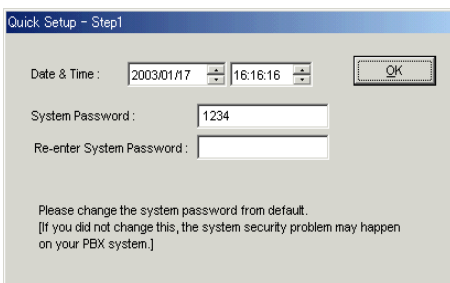 Quick Setup - Step1
Date & Time : 2003/01/17 16:16:16 OK
System Password : 1234
Re-enter System Password :
Please change the system password from default.
[If you did not change this, the system security problem may happen
on your PBX system.]